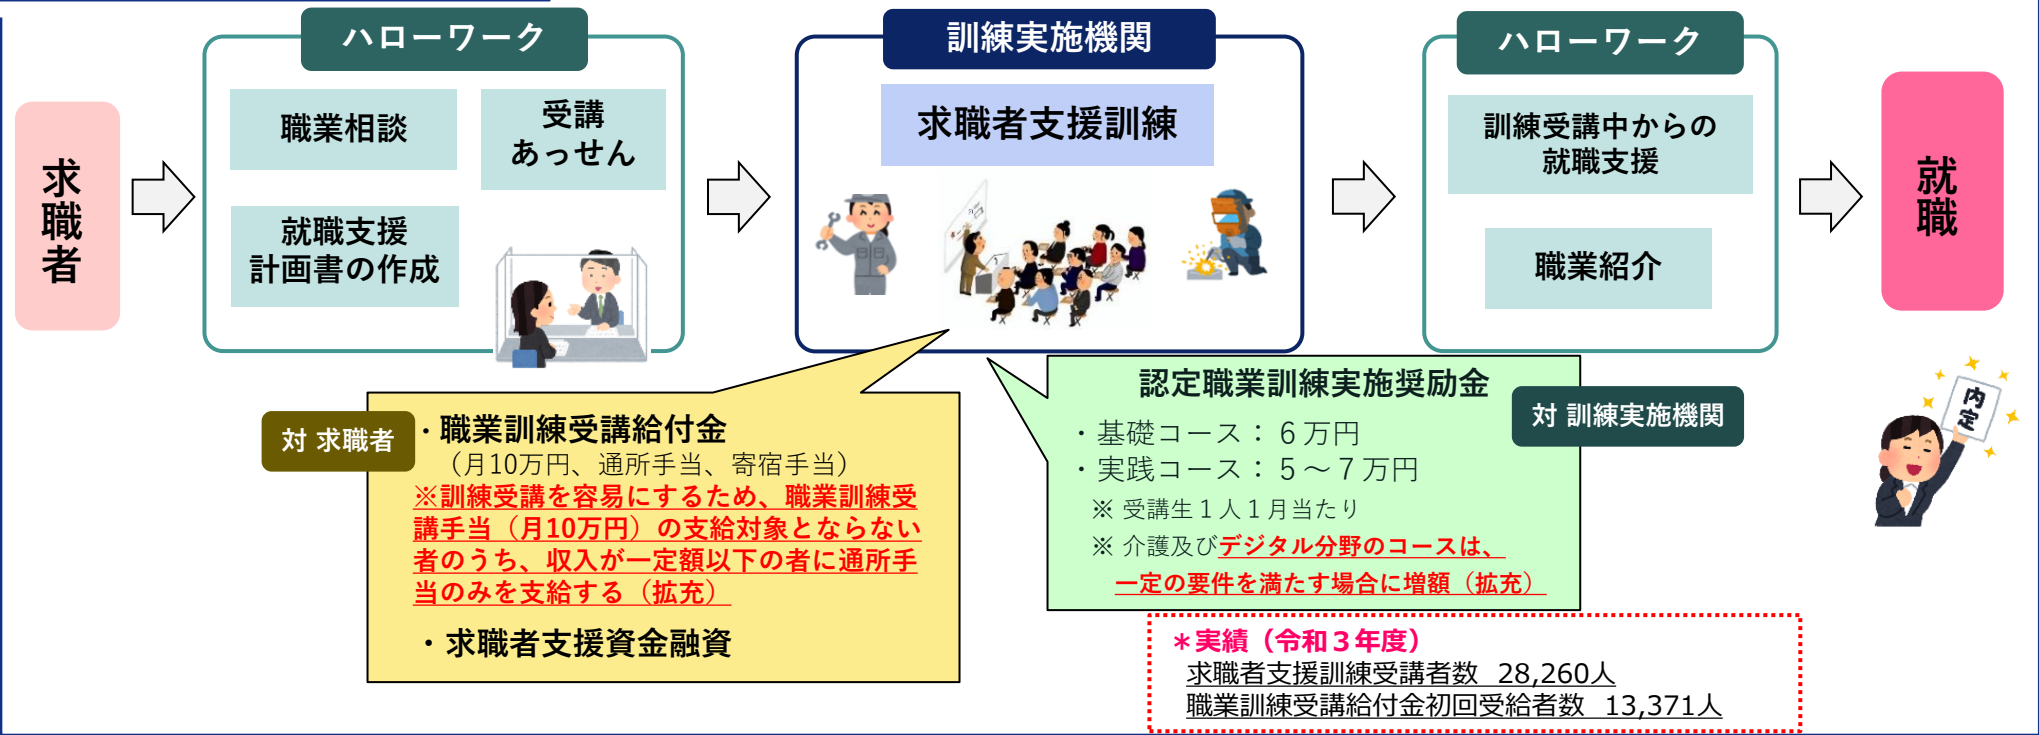 求職者
ハローワーク
職業相談
受講
あっせん
就職支援
計画書の作成
訓練実施機関
求職者支援訓練
ハローワーク
訓練受講中からの
就職支援
職業紹介
就職
内定
対 求職者
・職業訓練受講給付金
（月10万円、通所手当、寄宿手当）
※訓練受講を容易にするため、職業訓練受
講手当（月10万円）の支給対象とならない
者のうち、収入が一定額以下の者に通所手
当のみを支給する（拡充）
・求職者支援資金融資
認定職業訓練実施奨励金
対 訓練実施機関
・基礎コース：６万円
・実践コース：５～７万円
※ 受講生１人１月当たり
※ 介護及びデジタル分野のコースは、
一定の要件を満たす場合に増額（拡充）
＊実績（令和３年度）
求職者支援訓練受講者数 28,260人
職業訓練受講給付金初回受給者数 13,371人